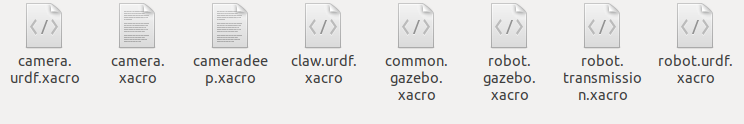 camera.
urdf.xacro
camera.
xacro
cameradee
p.xacro
claw.urdf.
xacro
common.
gazebo.
xacro
robot.
gazebo.
xacro
robot.
transmissio
n.xacro
robot.urdf.
xacro